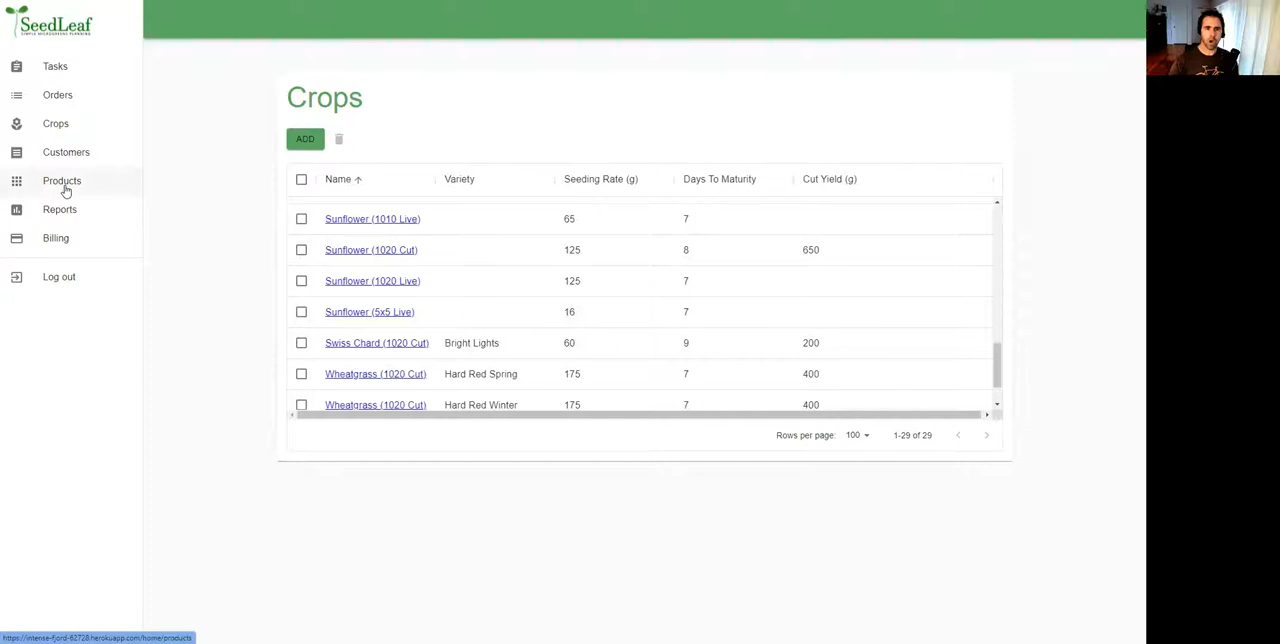 SeedLeaf
SIMPLE MICROGREENS PLANNING
Tasks
Orders
Crops
Customers
Products
Reports
Billing
Log out
Crops
ADD
Name Variety Seeding Rate (g) Days To Maturity Cut Yield (g)
Sunflower (1010 Live) 65 7
Sunflower (1020 Cut) 125 8 650
Sunflower (1020 Live) 125 7
Sunflower (5x5 Live) 16 7
Swiss Chard (1020 Cut) Bright Lights 60 9 200
Wheatgrass (1020 Cut) Hard Red Spring 175 7 400
Wheatgrass (1020 Cut) Hard Red Winter 175 7 400
Rows per page: 100 1-29 of 29
https://intense-fjord-62728.herokuapp.com/home/products